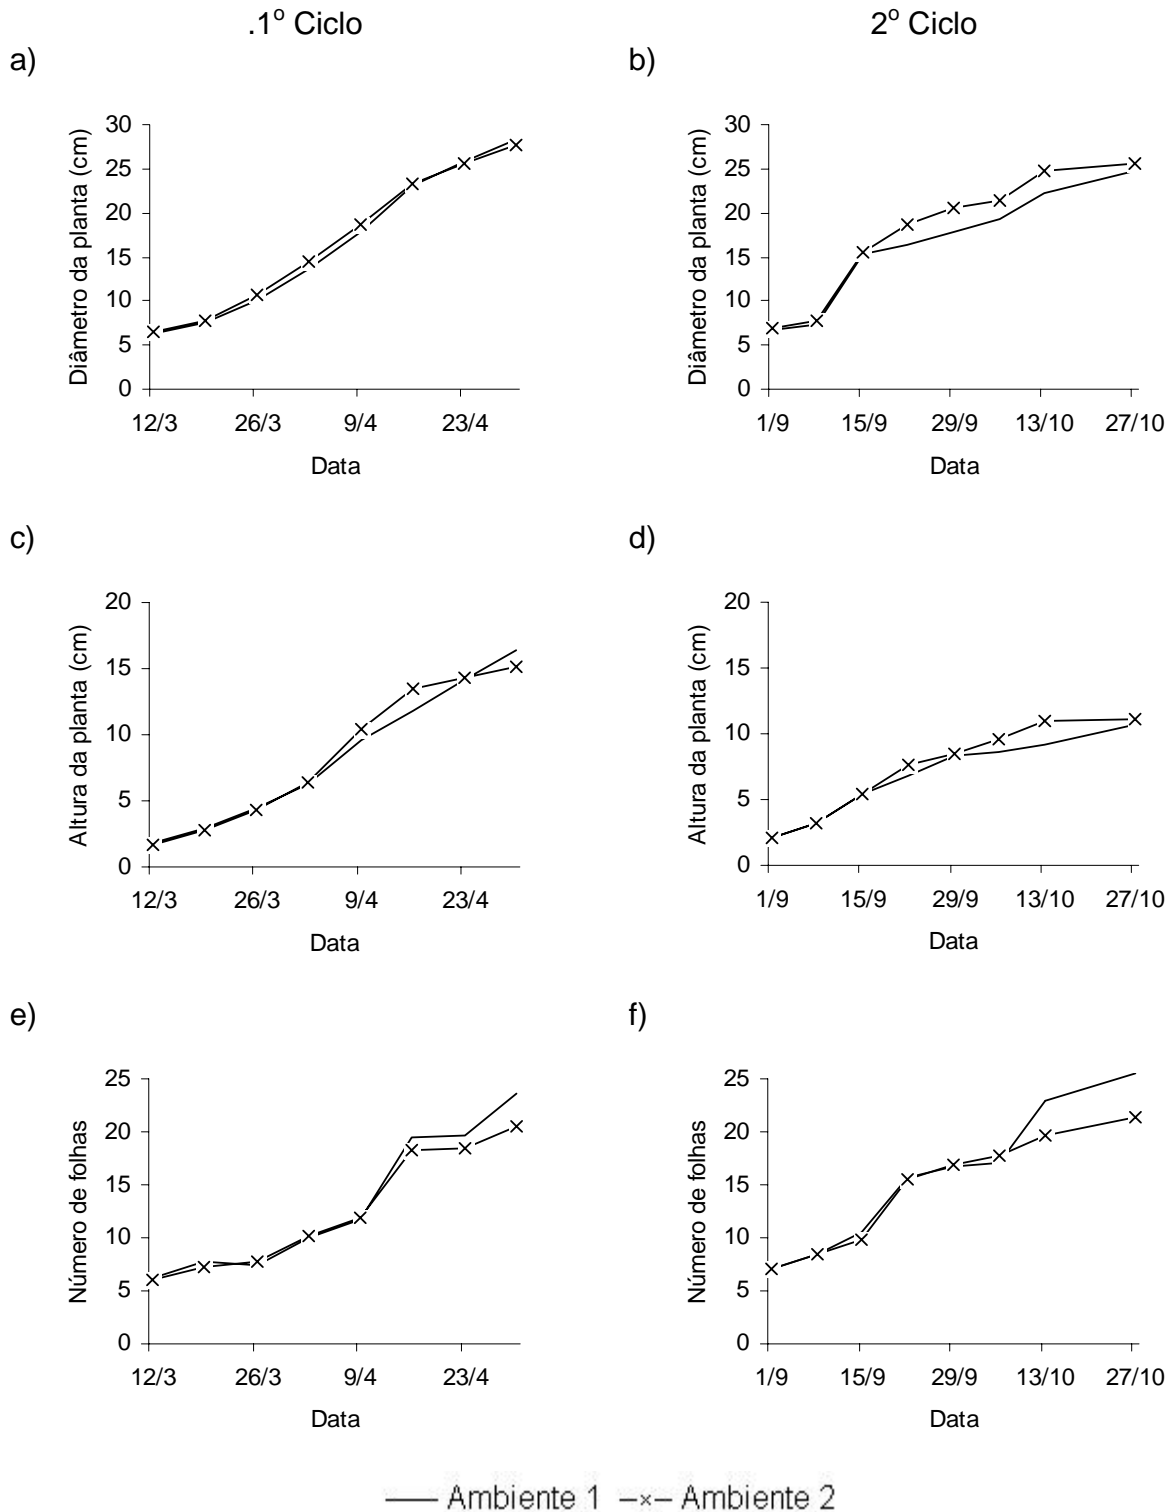 .1º Ciclo
2º Ciclo
a)
b)
Diâmetro da planta (cm)
30
25
20
15
10
5
0
12/3 26/3 9/4 23/4
Data
Diâmetro da planta (cm)
30
25
20
15
10
5
0
1/9 15/9 29/9 13/10 27/10
Data
c)
d)
Altura da planta (cm)
20
15
10
5
0
12/3 26/3 9/4 23/4
Data
Altura da planta (cm)
20
15
10
5
0
1/9 15/9 29/9 13/10 27/10
Data
e)
f)
Número de folhas
25
20
15
10
5
0
12/3 26/3 9/4 23/4
Data
Número de folhas
25
20
15
10
5
0
1/9 15/9 29/9 13/10 27/10
Data
Ambiente 1 Ambiente 2